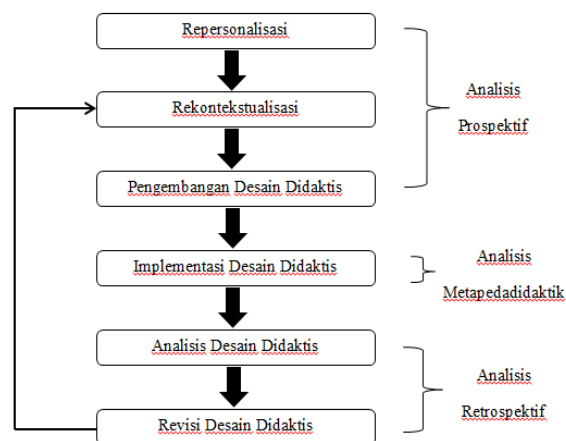 Repersonalisasi
Rekontekstualisasi
Pengembangan Desain Didaktis
Analisis
Prospektif
Implementasi Desain Didaktis
Analisis
Metapedadidaktik
Analisis Desain Didaktis
Revisi Desain Didaktis
Analisis
Retrospektif